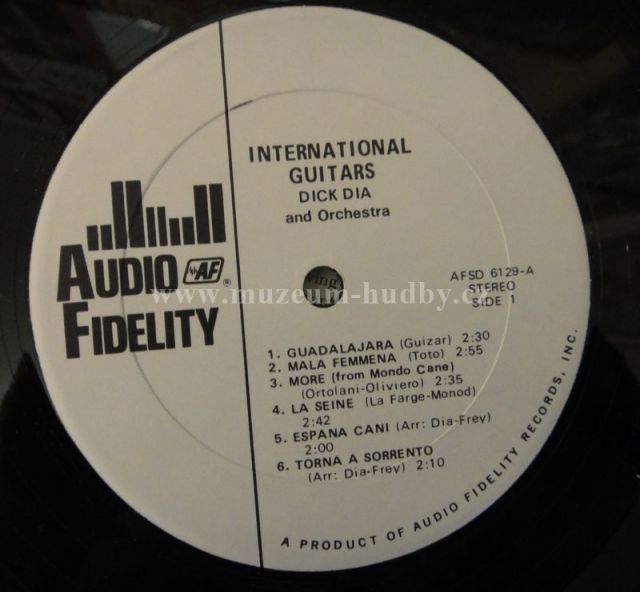 INTERNATIONAL
GUITARS
DICK DIA
and Orchestra
AUDIO AF ®
FIDELITY
AFSD 6129-A
STEREO
SIDE 1
www.muzeum-hudby.cz
1. GUADALAJARA (Guizar) 2:30
2. MALA FEMMENA (Toto) 2:55
3. MORE (from Mondo Cane)
(Ortolani-Oliviero) 2:35
4. LA SEINE (La Farge-Monod)
2:42
5. ESPANA CANI (Arr: Dia-Frey)
2:00
6. TORNA A SORRENTO
(Arr: Dia-Frey) 2:10
A PRODUCT OF AUDIO FIDELITY RECORDS, INC.